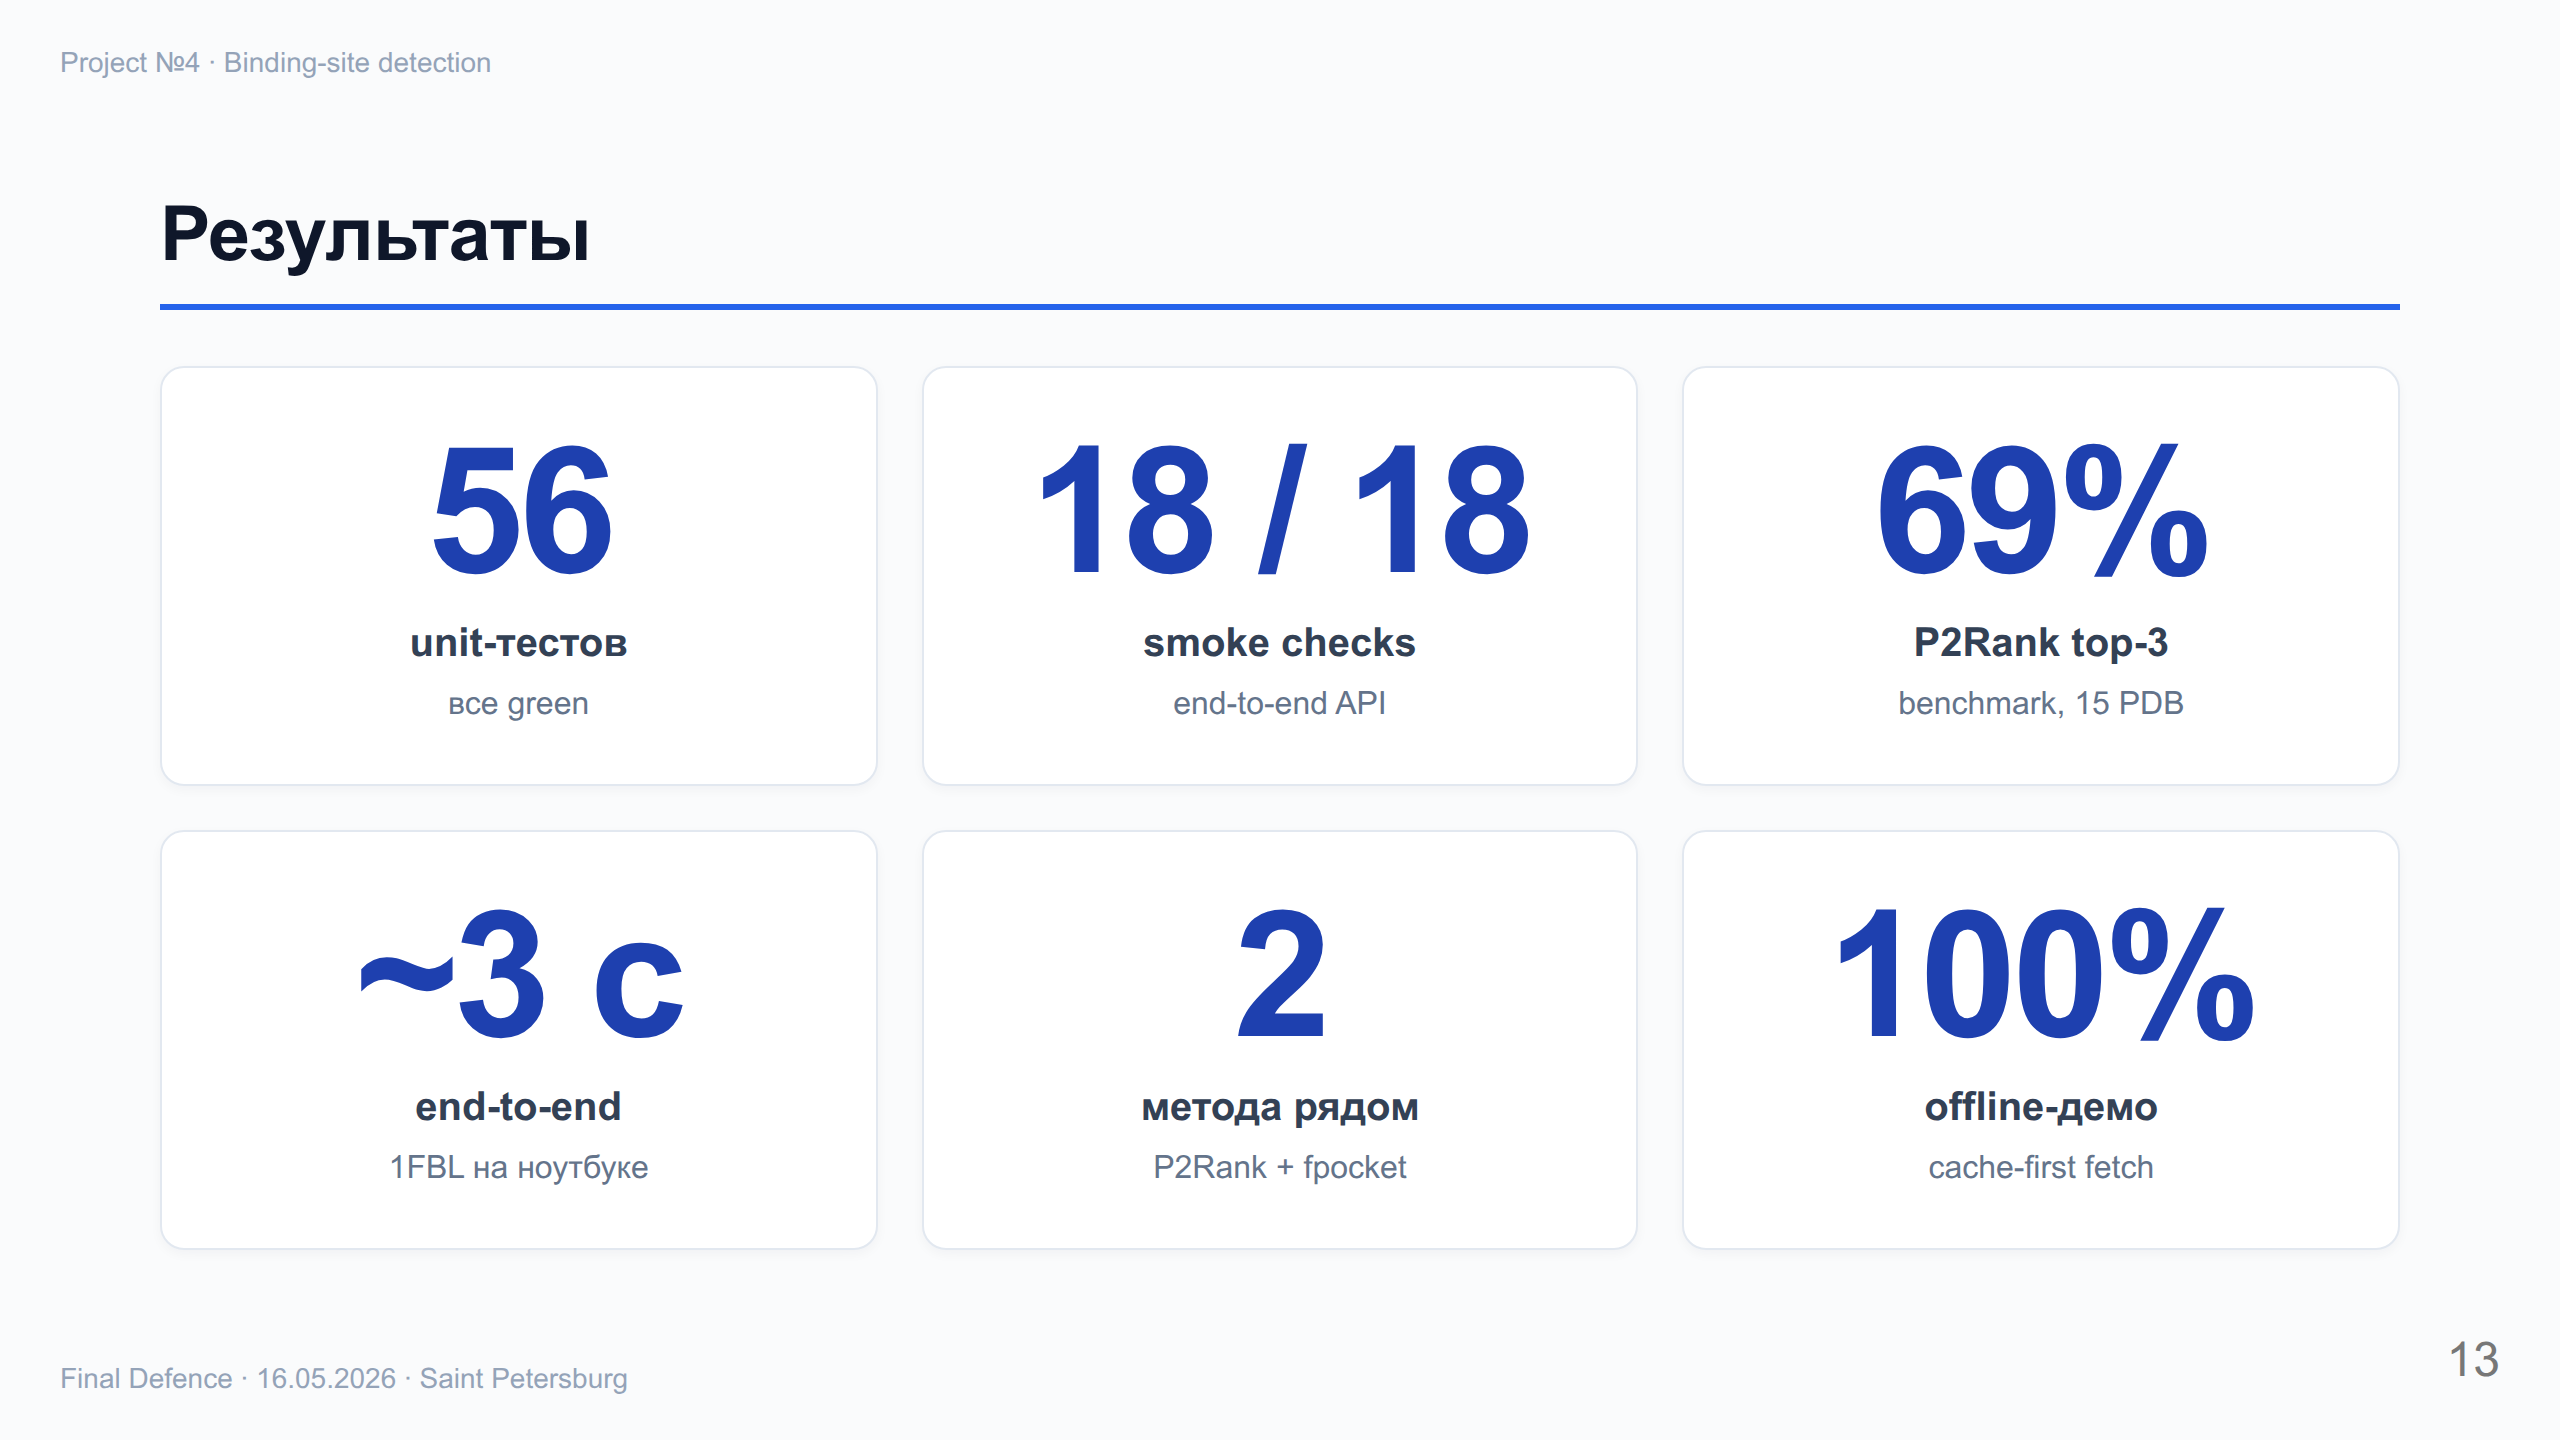 Project №4 · Binding-site detection
Результаты
56
unit-тестов
все green
18 / 18
smoke checks
end-to-end API
69%
P2Rank top-3
benchmark, 15 PDB
~3 с
end-to-end
1FBL на ноутбуке
2
метода рядом
P2Rank + fpocket
100%
offline-демо
cache-first fetch
Final Defence · 16.05.2026 · Saint Petersburg
13